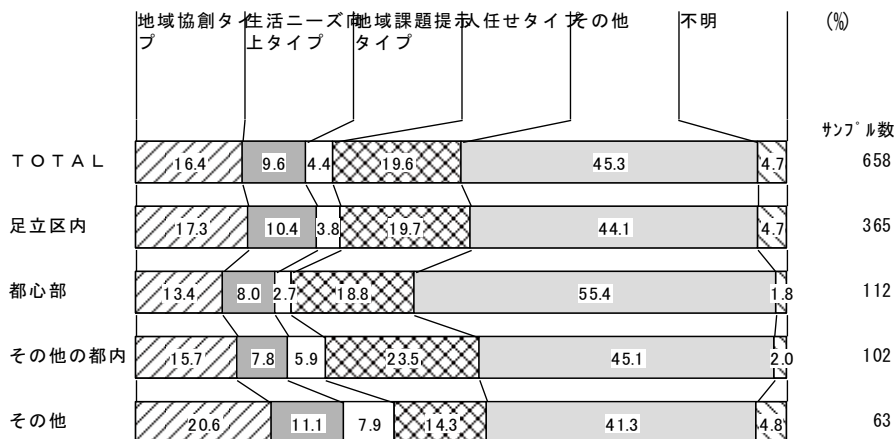 地域協創タイプ 生活ニーズ向上タイプ 地域課題提示タイプ 人任せタイプ その他 不明 (%)
サンプル数
TOTAL 16.4 9.6 4.4 19.6 45.3 4.7 658
足立区内 17.3 10.4 3.8 19.7 44.1 4.7 365
都心部 13.4 8.0 2.7 18.8 55.4 1.8 112
その他の都内 15.7 7.8 5.9 23.5 45.1 2.0 102
その他 20.6 11.1 7.9 14.3 41.3 4.8 63